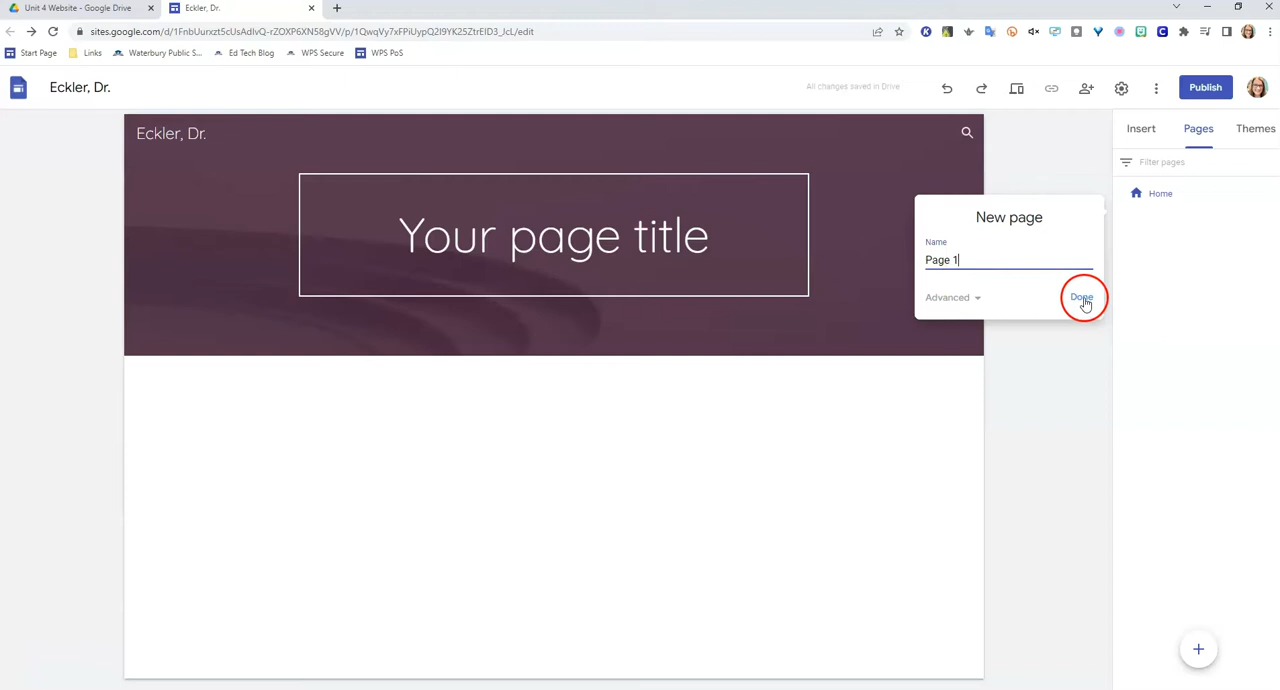 Unit 4 Website - Google Drive
Eckler, Dr.
sites.google.com/d/1FnbUurxzt5cUsAdlvQ-rZOXP6XN58gVV/p/1QwqVy7xFPiUypQZi9YK25ZtrEID3_JcL/edit
Start Page
Links
Waterbury Public S...
Ed Tech Blog
WPS Secure
WPS PoS
Eckler, Dr.
All changes saved in Drive
Publish
Insert
Pages
Themes
Filter pages
Home
Eckler, Dr.
Your page title
New page
Name
Page 1
Advanced
Done